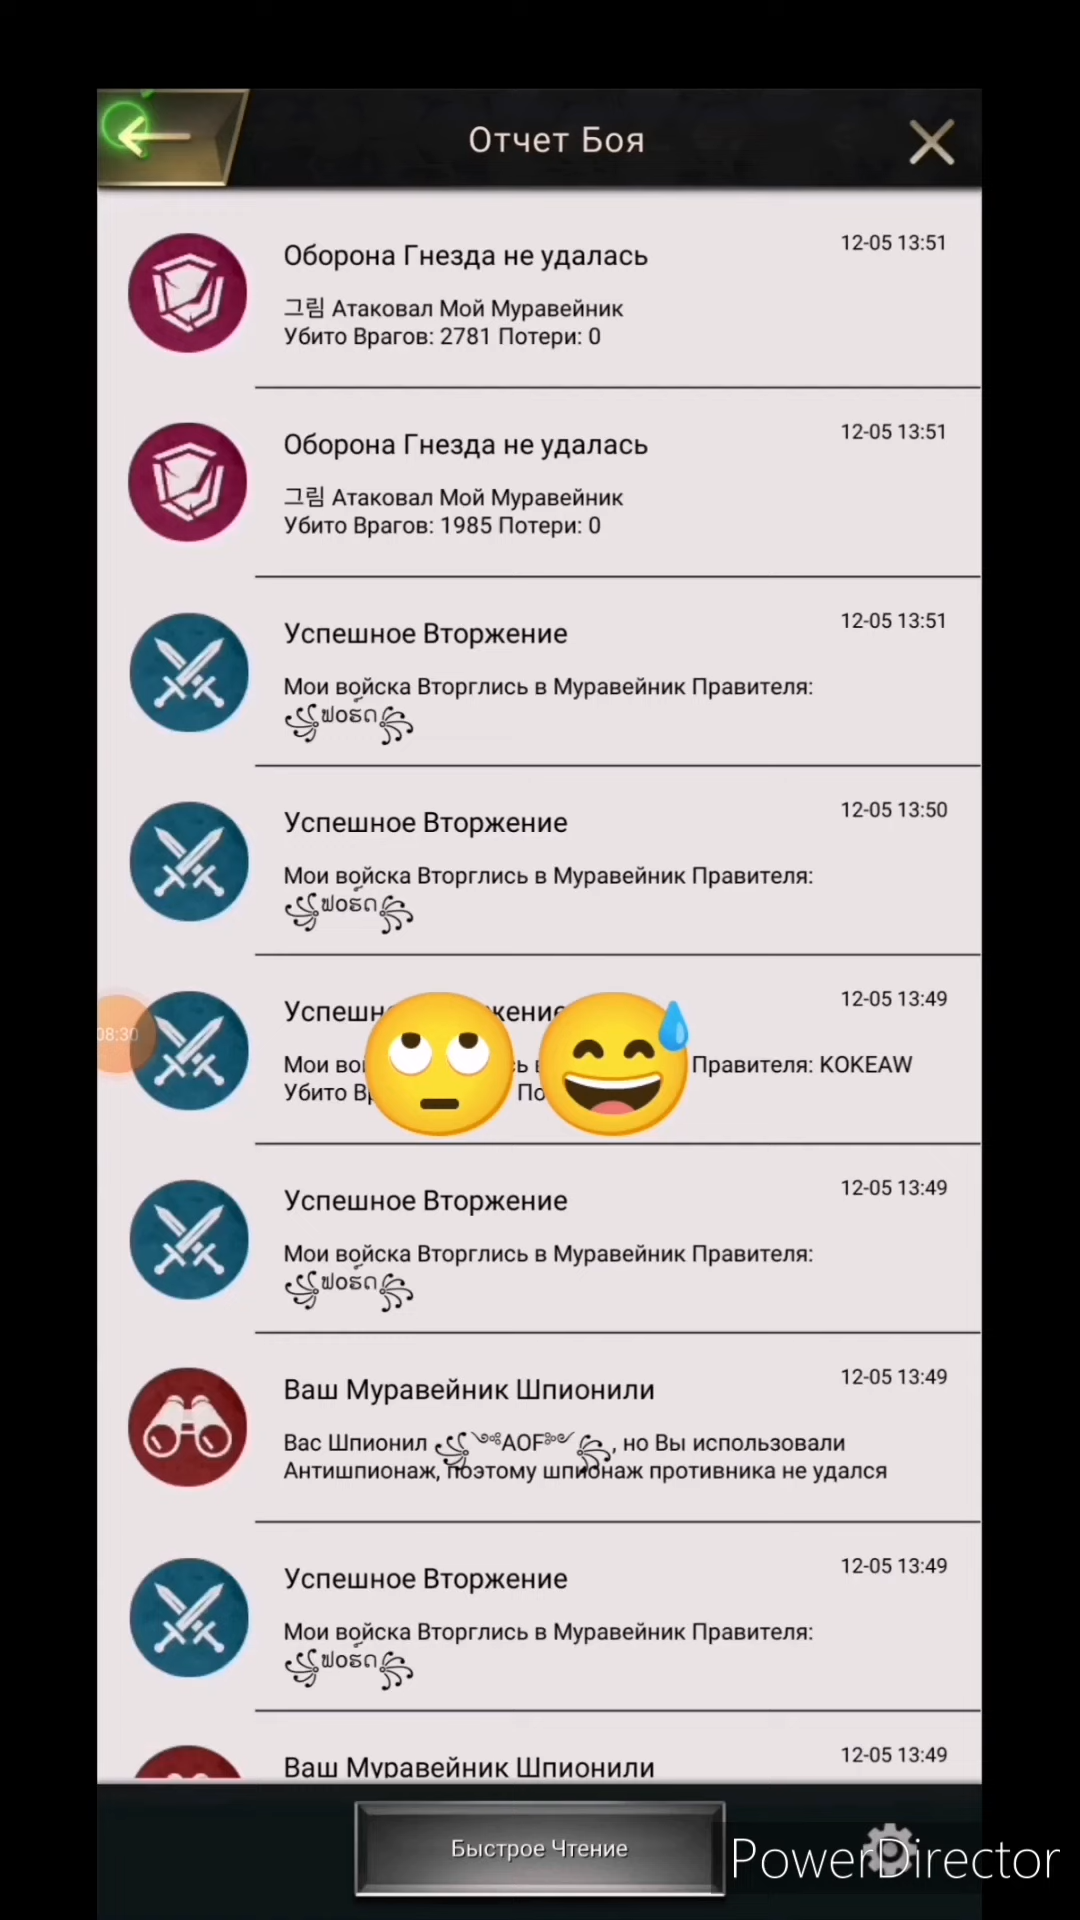 Отчет Боя
Оборона Гнезда не удалась
12-05 13:51
그림 Атаковал Мой Муравейник
Убито Врагов: 2781 Потери: 0
Оборона Гнезда не удалась
12-05 13:51
그림 Атаковал Мой Муравейник
Убито Врагов: 1985 Потери: 0
Успешное Вторжение
12-05 13:51
Мои войска Вторглись в Муравейник Правителя:
Успешное Вторжение
12-05 13:50
Мои войска Вторглись в Муравейник Правителя:
12-05 13:49
08:30
Мои Правителя: KOKEAW
Убито
Успешное Вторжение
12-05 13:49
Мои войска Вторглись в Муравейник Правителя:
Ваш Муравейник Шпионили
12-05 13:49
Вас Шпионил ꧁༺AOF༻꧂, но Вы использовали
Антишпионаж, поэтому шпионаж противника не удался
Успешное Вторжение
12-05 13:49
Мои войска Вторглись в Муравейник Правителя:
Ваш Муравейник Шпионили
12-05 13:49
Быстрое Чтение
PowerDirector